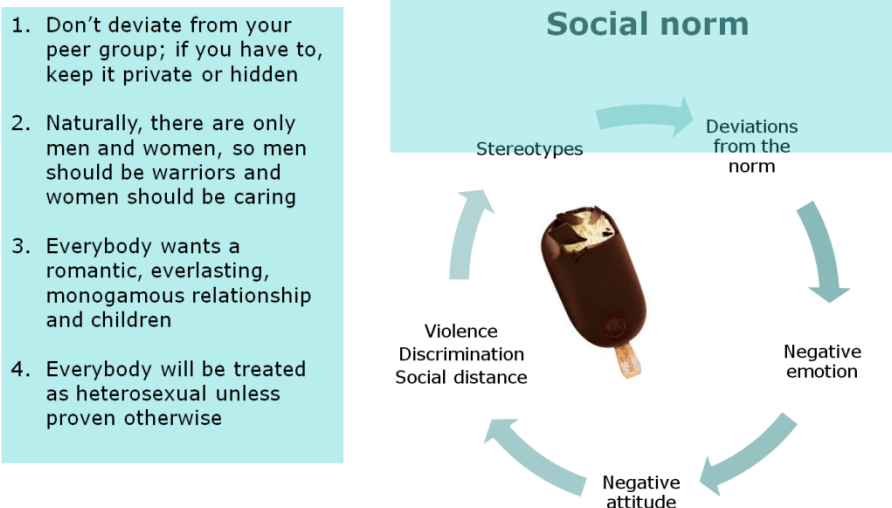 1. Don't deviate from your
peer group; if you have to,
keep it private or hidden
2. Naturally, there are only
men and women, so men
should be warriors and
women should be caring
3. Everybody wants a
romantic, everlasting,
monogamous relationship
and children
4. Everybody will be treated
as heterosexual unless
proven otherwise
Social norm
Stereotypes
Deviations
from the
norm
Negative
emotion
Negative
attitude
Violence
Discrimination
Social distance